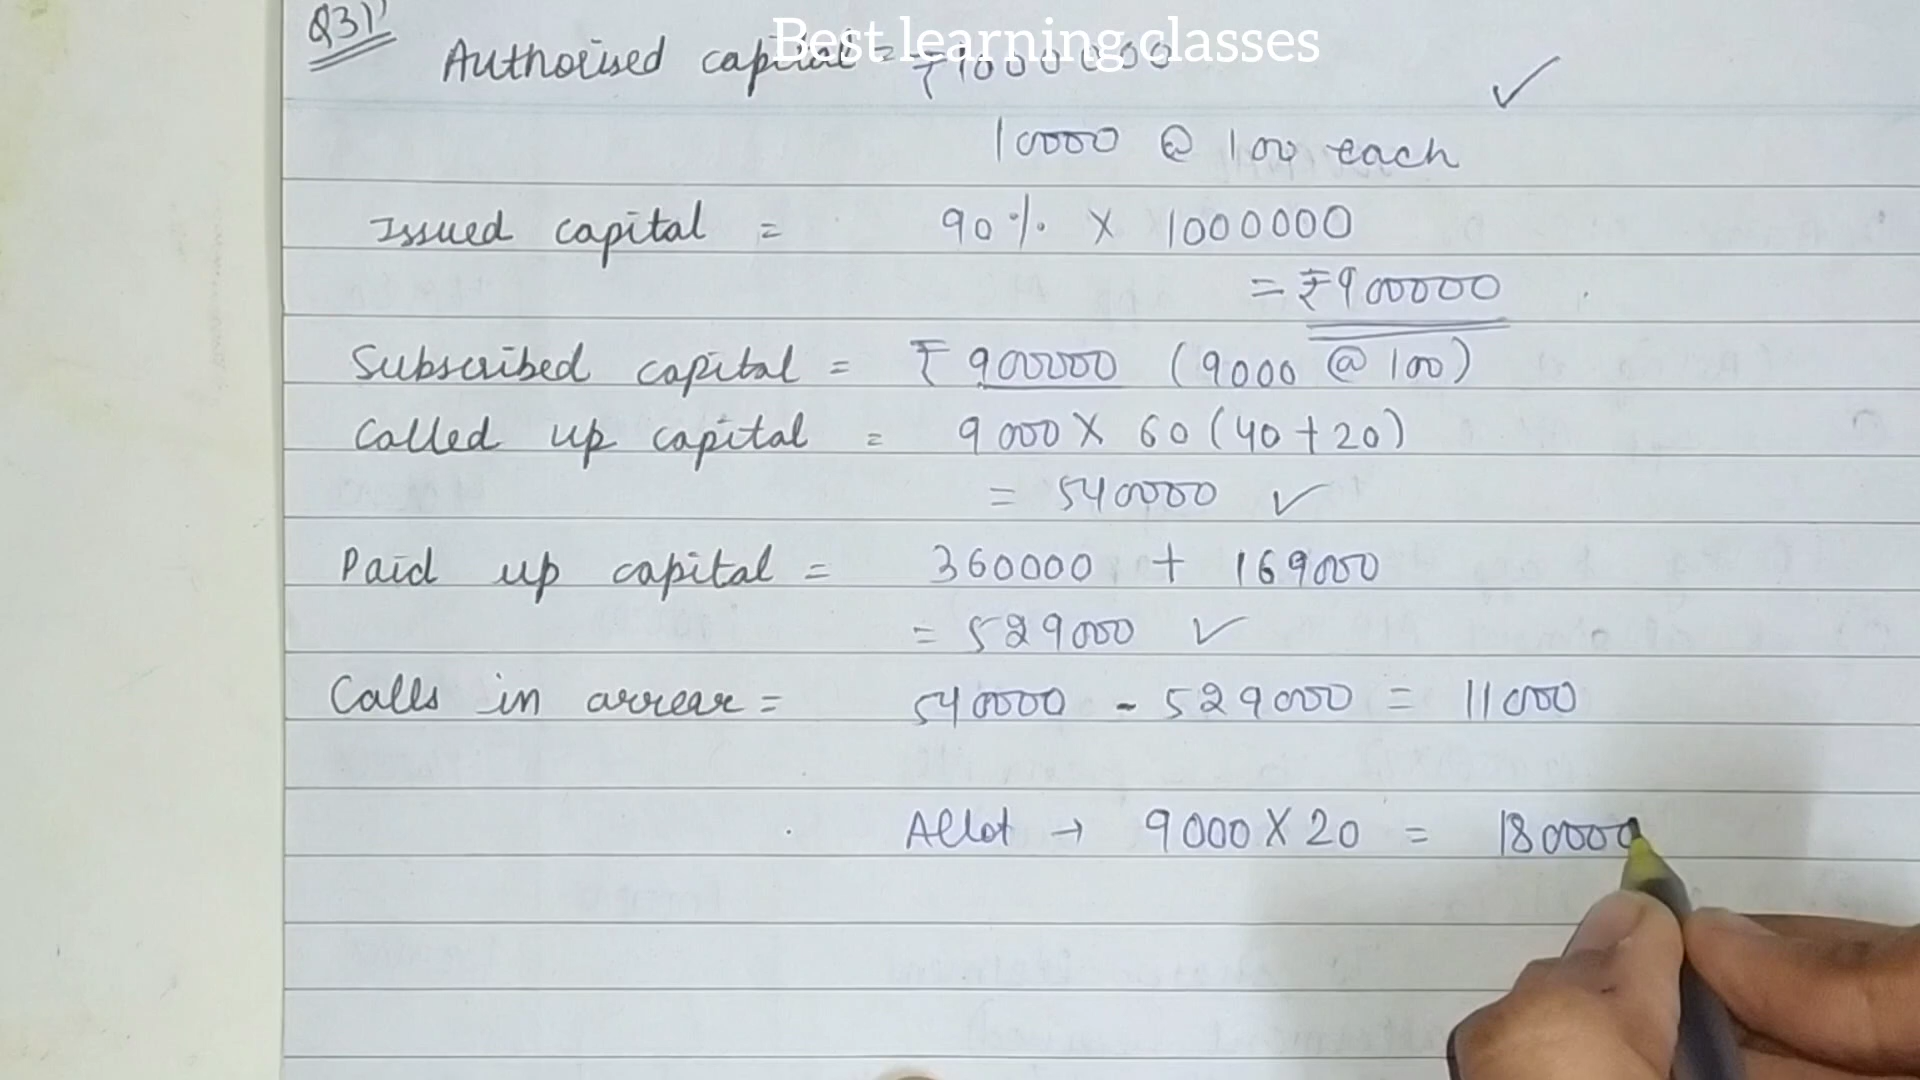 Best learning classes
Q31)
Authorised capital = ₹1000000
10000 @ 100 each
Issued capital = 90% X 1000000
= ₹900000
Subscribed capital = ₹900000 (9000 @ 100)
Called up capital = 9000 X 60 (40 + 20)
= 540000 ✓
Paid up capital = 360000 + 169000
= 529000 ✓
Calls in arrear = 540000 - 529000 = 11000
Allot → 9000 X 20 = 180000